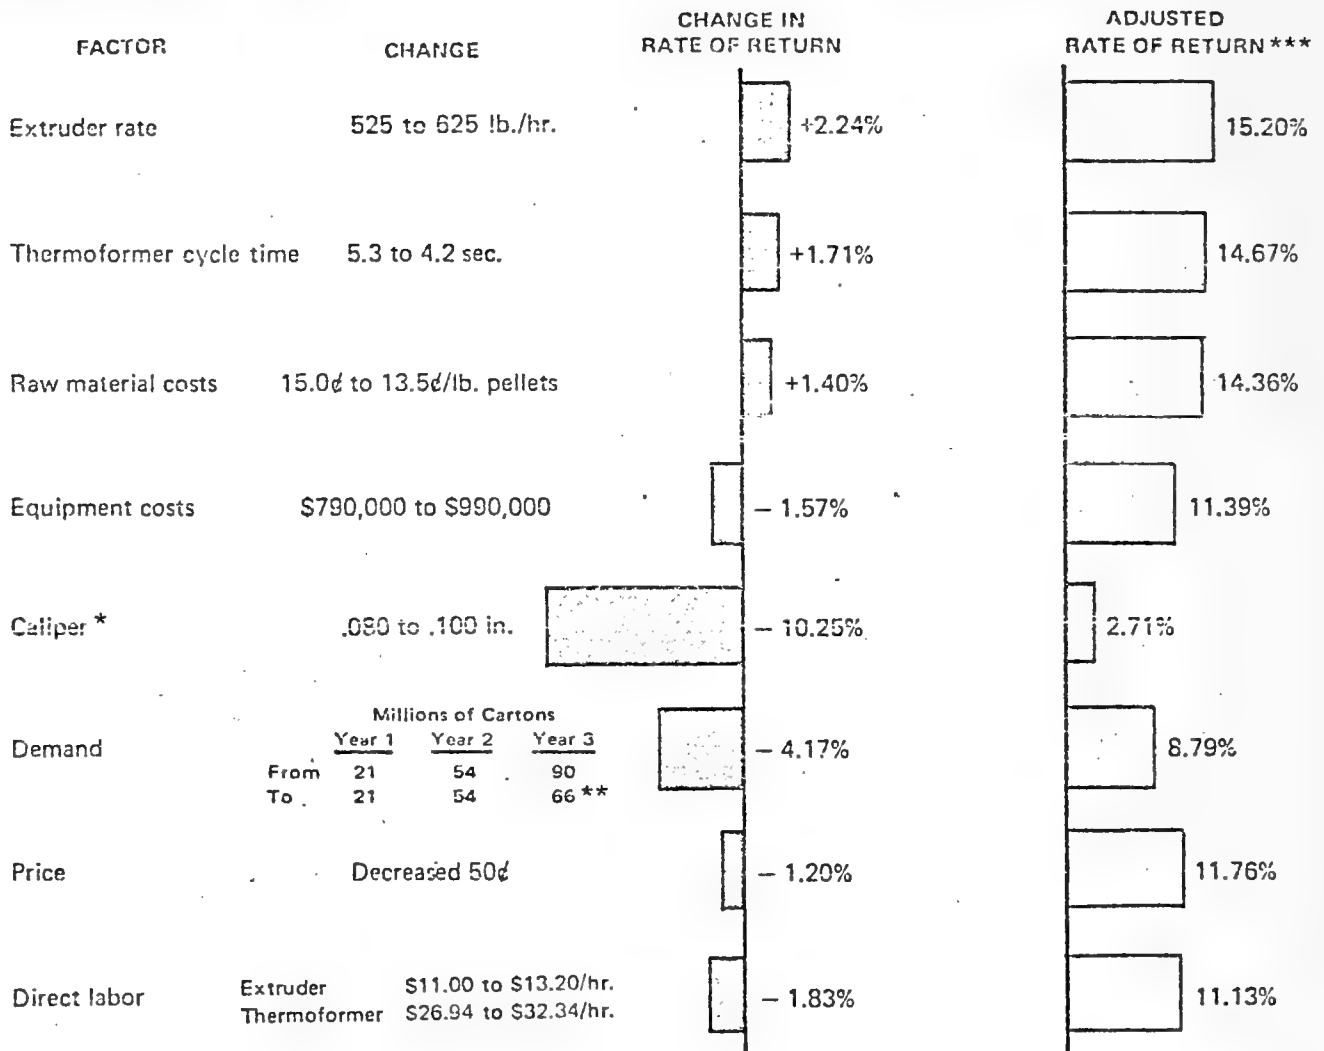 FACTOR CHANGE CHANGE IN RATE OF RETURN ADJUSTED RATE OF RETURN***
Extruder rate 525 to 625 lb./hr. +2.24% 15.20%
Thermoformer cycle time 5.3 to 4.2 sec. +1.71% 14.67%
Raw material costs 15.0¢ to 13.5¢/lb. pellets +1.40% 14.36%
Equipment costs $790,000 to $990,000 – 1.57% 11.39%
Caliper* .080 to .100 in. – 10.25% 2.71%
Millions of Cartons
Year 1 Year 2 Year 3
Demand – 4.17% 8.79%
From 21 54 90
To 21 54 66**
Price Decreased 50¢ – 1.20% 11.76%
Direct labor – 1.83% 11.13%
Extruder $11.00 to $13.20/hr.
Thermoformer $26.94 to $32.34/hr.